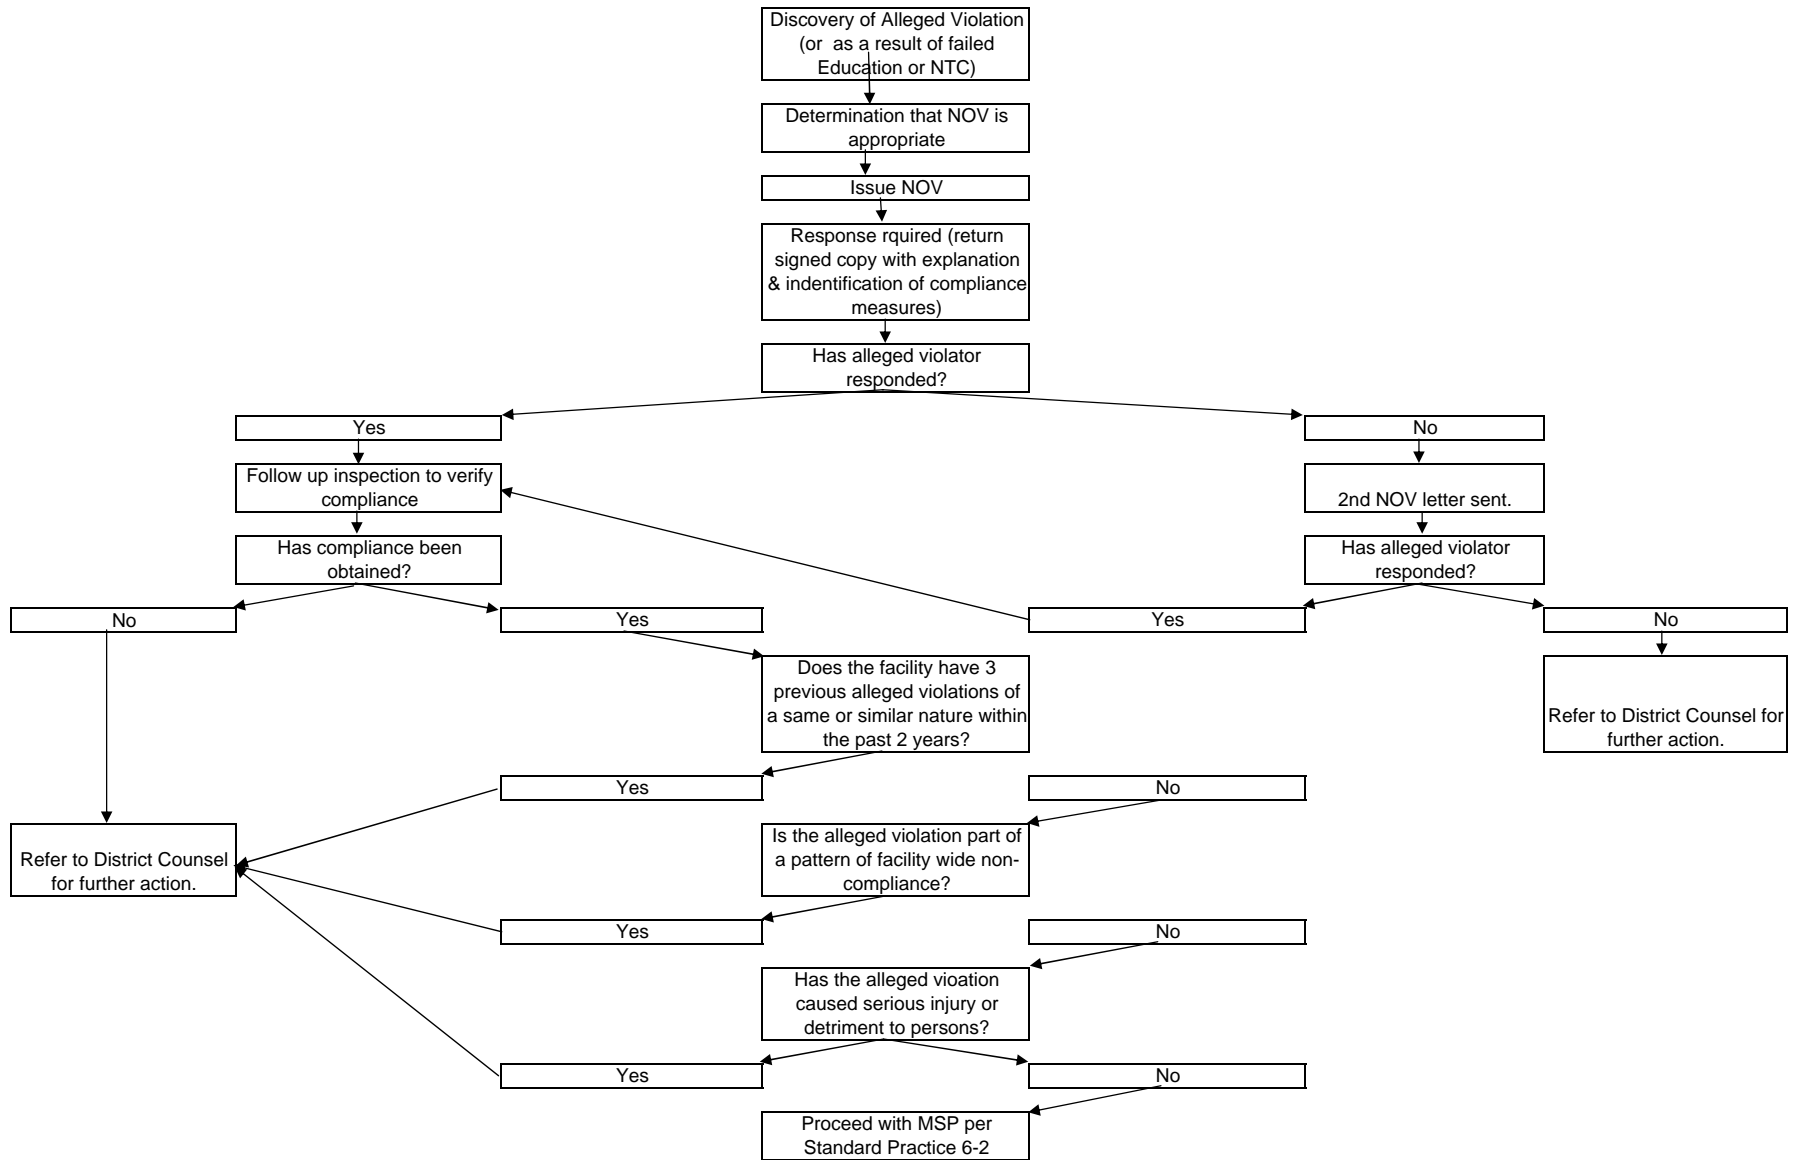 Discovery of Alleged Violation
(or as a result of failed
Education or NTC)
Determination that NOV is
appropriate
Issue NOV
Response rquired (return
signed copy with explanation
& indentification of compliance
measures)
Has alleged violator
responded?
Yes
No
Follow up inspection to verify
compliance
2nd NOV letter sent.
Has compliance been
obtained?
Has alleged violator
responded?
No
Yes
Yes
No
Does the facility have 3
previous alleged violations of
a same or similar nature within
the past 2 years?
Refer to District Counsel for
further action.
Yes
No
Refer to District Counsel
for further action.
Is the alleged violation part of
a pattern of facility wide non-
compliance?
Yes
No
Has the alleged vioation
caused serious injury or
detriment to persons?
Yes
No
Proceed with MSP per
Standard Practice 6-2